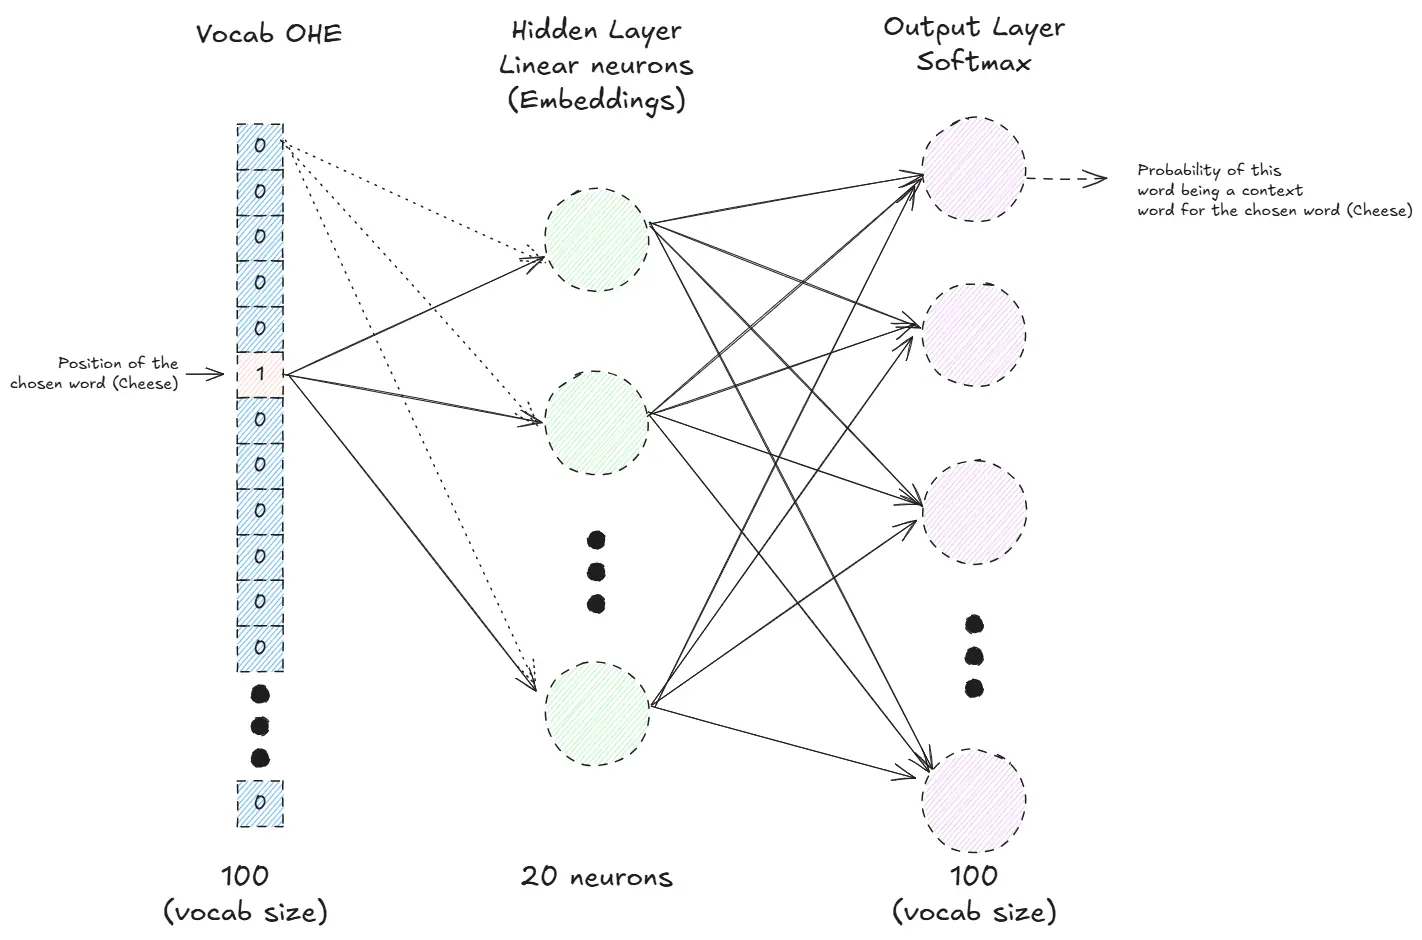 Vocab OHE
Hidden Layer
Linear neurons
(Embeddings)
Output Layer
Softmax
0
0
0
0
0
1
0
0
0
0
0
0
0
Position of the
chosen word (Cheese)
Probability of this
word being a context
word for the chosen word (Cheese)
100
(vocab size)
20 neurons
100
(vocab size)